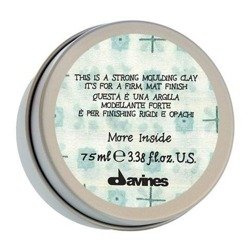 THIS IS A STRONG MOULDING CLAY
IT'S FOR A FIRM, MAT FINISH
QUESTA È UN'ARGILLA
MODELLANTE FORTE
È PER FINISHING RIGIDI E OPACHI
More Inside
75ml e 3.38 fl.oz.U.S.
davines